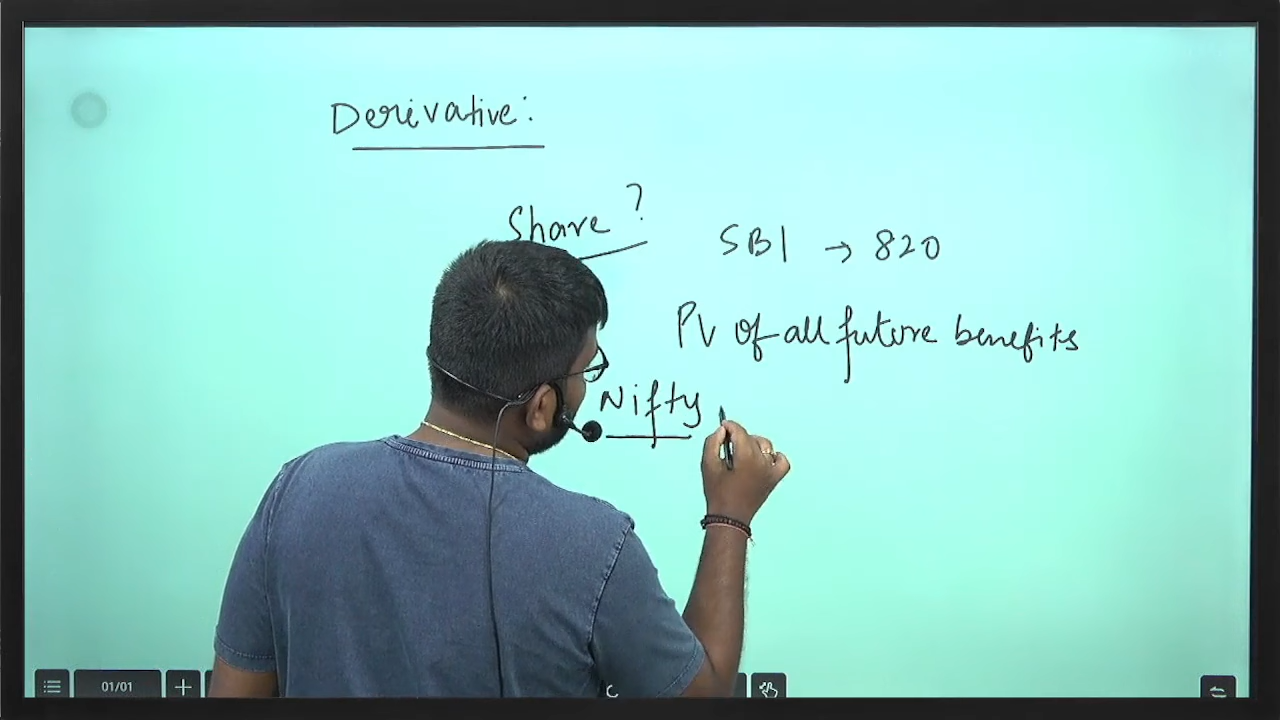 Derivative:
Share?
SBI → 820
PV of all future benefits
Nifty
01/01